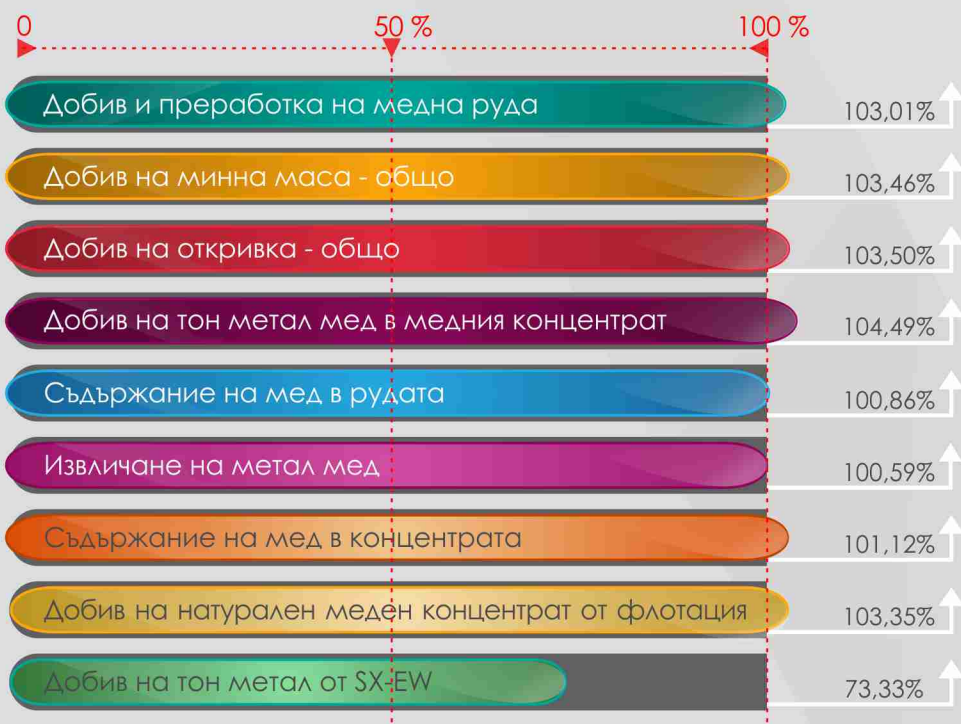 0 50 % 100 %
Добив и преработка на медна руда 103,01%
Добив на минна маса - общо 103,46%
Добив на откривка - общо 103,50%
Добив на тон метал мед в медния концентрат 104,49%
Съдържание на мед в рудата 100,86%
Извличане на метал мед 100,59%
Съдържание на мед в концентрата 101,12%
Добив на натурален меден концентрат от флотация 103,35%
Добив на тон метал от SX-EW 73,33%